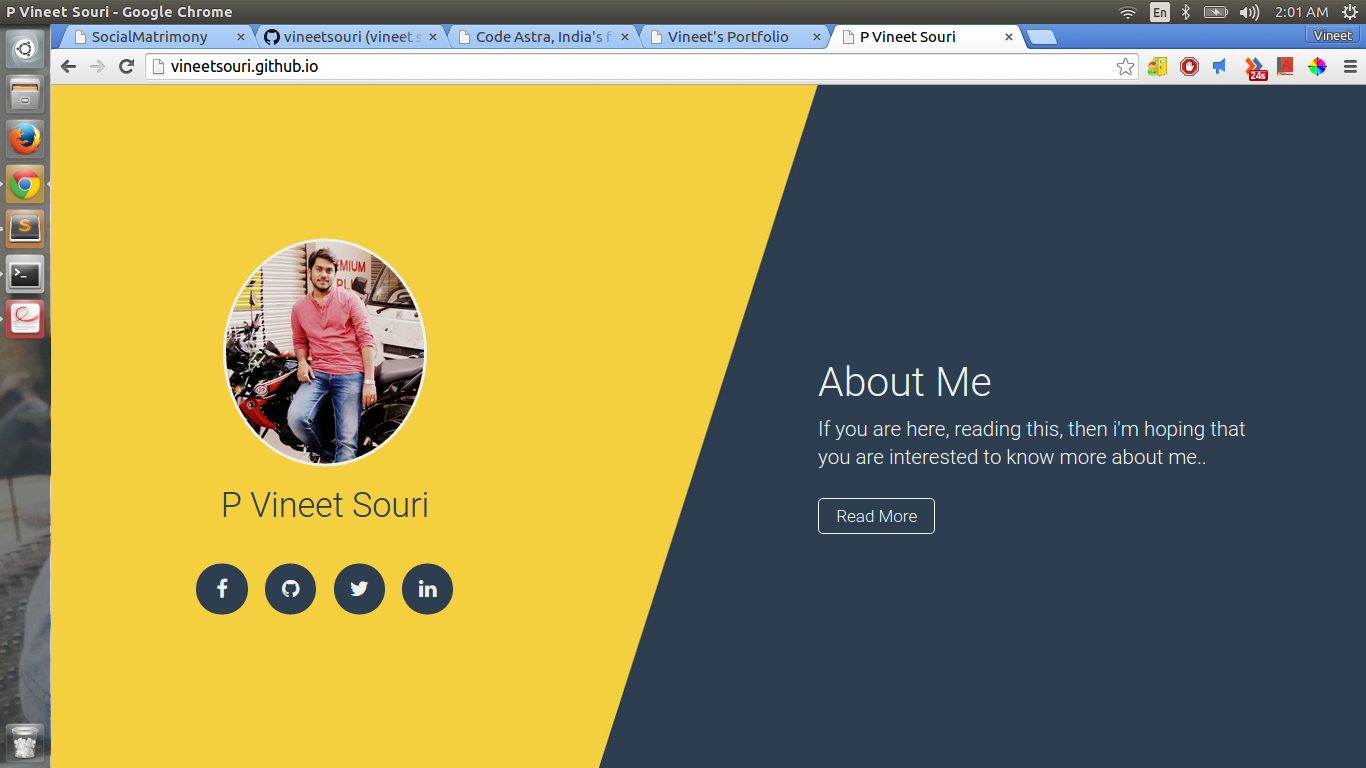 P Vineet Souri - Google Chrome
En
2:01 AM
SocialMatrimony
vineetsouri (vineet s
Code Astra, India's f
Vineet's Portfolio
P Vineet Souri
Vineet
vineetsouri.github.io
24s
EMIUM
PL
P Vineet Souri
About Me
If you are here, reading this, then i'm hoping that
you are interested to know more about me..
Read More